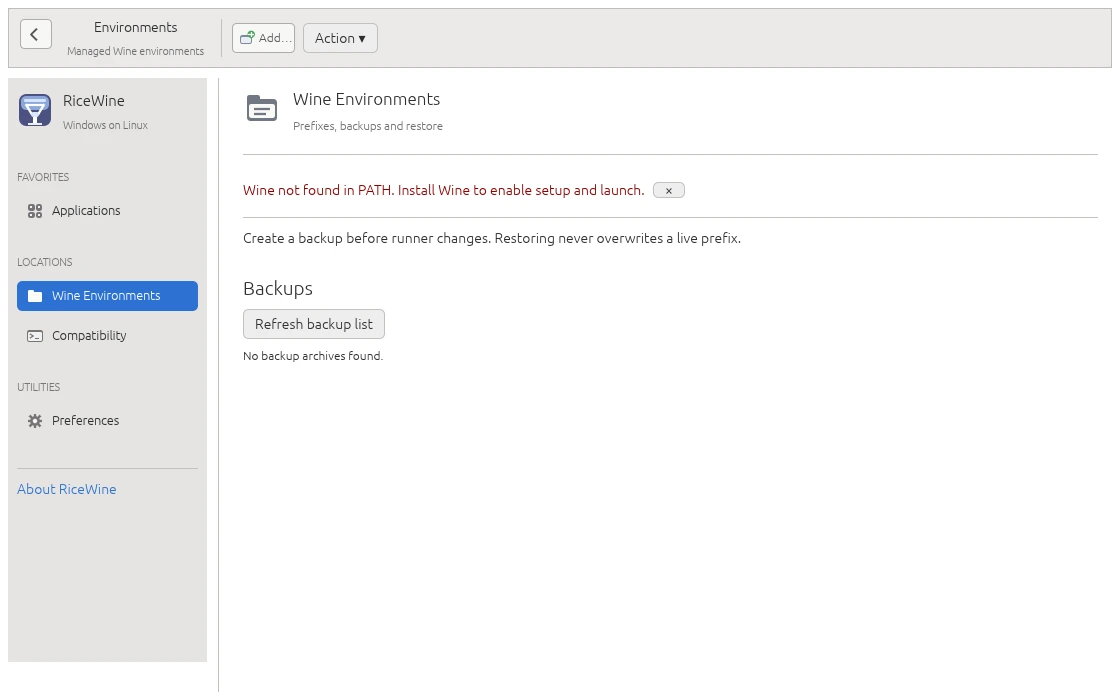 Environments
Managed Wine environments
Add...
Action ▾
RiceWine
Windows on Linux
FAVORITES
Applications
LOCATIONS
Wine Environments
Compatibility
UTILITIES
Preferences
About RiceWine
Wine Environments
Prefixes, backups and restore
Wine not found in PATH. Install Wine to enable setup and launch. ×
Create a backup before runner changes. Restoring never overwrites a live prefix.
Backups
Refresh backup list
No backup archives found.